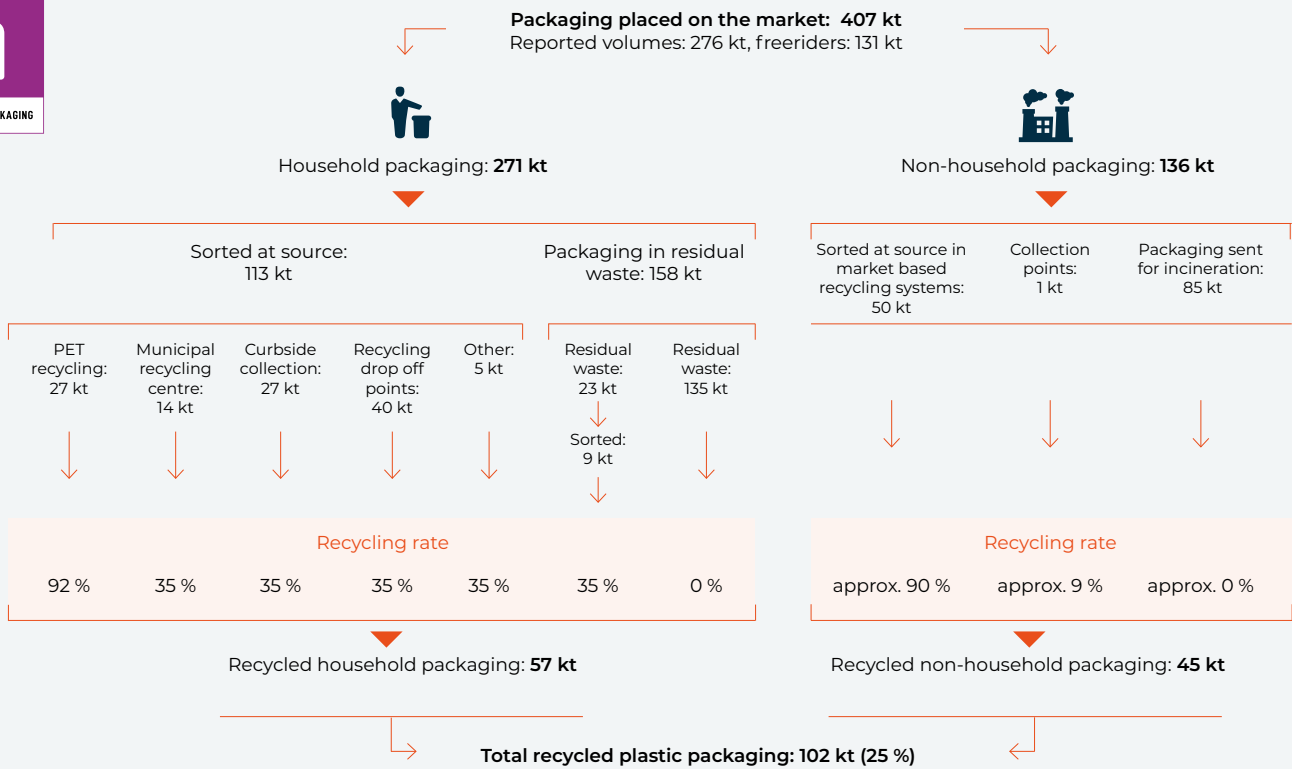 KAGING
Packaging placed on the market: 407 kt
Reported volumes: 276 kt, freeriders: 131 kt
Household packaging: 271 kt
Non-household packaging: 136 kt
Sorted at source:
113 kt
Packaging in residual
waste: 158 kt
Sorted at source in
market based
recycling systems:
50 kt
Collection
points:
1 kt
Packaging sent
for incineration:
85 kt
PET
recycling:
27 kt
Municipal
recycling
centre:
14 kt
Curbside
collection:
27 kt
Recycling
drop off
points:
40 kt
Other:
5 kt
Residual
waste:
23 kt
Sorted:
9 kt
Residual
waste:
135 kt
Recycling rate
92 % 35 % 35 % 35 % 35 % 35 % 0 %
Recycling rate
approx. 90 % approx. 9 % approx. 0 %
Recycled household packaging: 57 kt
Recycled non-household packaging: 45 kt
Total recycled plastic packaging: 102 kt (25 %)